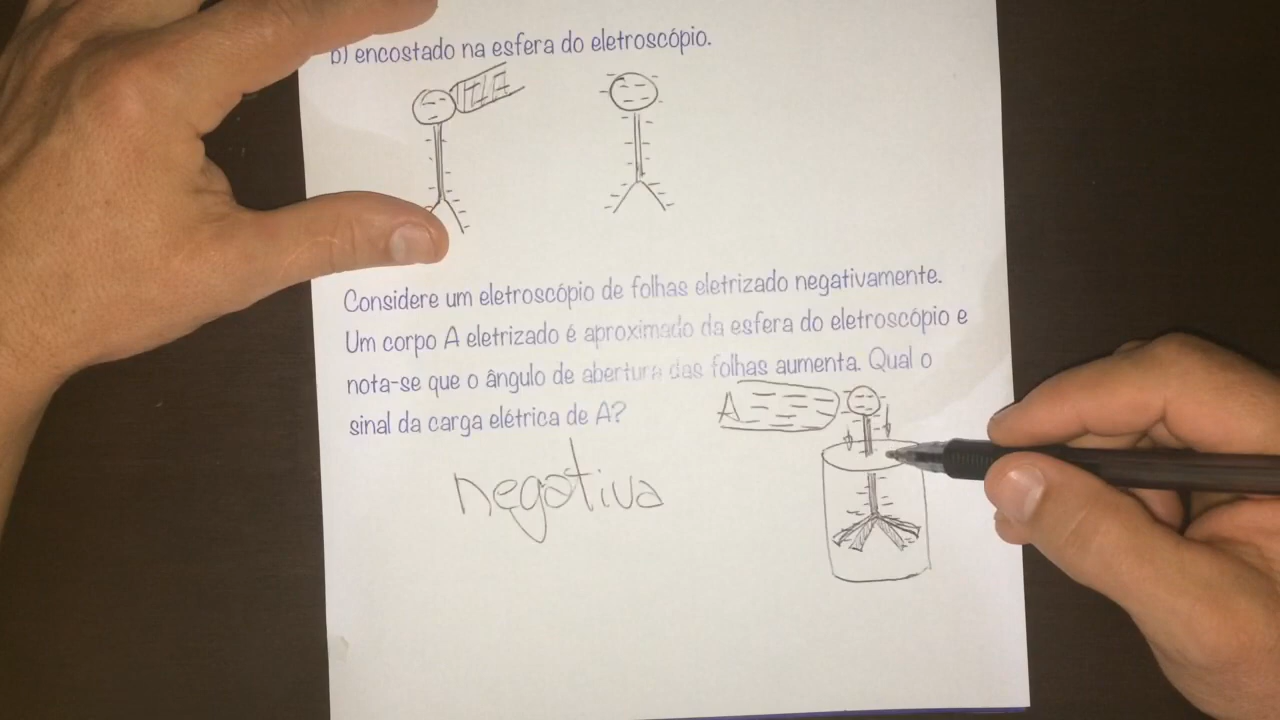 b) encostado na esfera do eletroscópio.
Considere um eletroscópio de folhas eletrizado negativamente.
Um corpo A eletrizado é aproximado da esfera do eletroscópio e
nota-se que o ângulo de abertura das folhas aumenta. Qual o
sinal da carga elétrica de A?
A
negativa